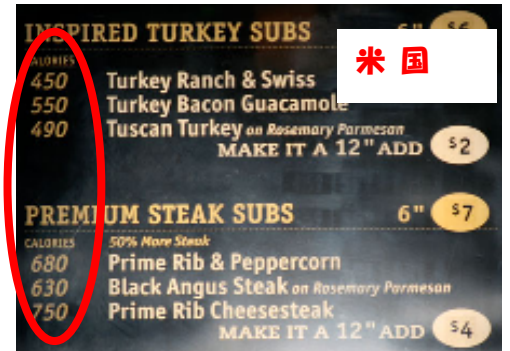 INSPIRED TURKEY SUBS 6" $6
米国
CALORIES
450 Turkey Ranch & Swiss
550 Turkey Bacon Guacamole
490 Tuscan Turkey on Rosemary Parmesan
MAKE IT A 12" ADD $2
PREMIUM STEAK SUBS 6" $7
CALORIES 50% More Steak
680 Prime Rib & Peppercorn
630 Black Angus Steak on Rosemary Parmesan
750 Prime Rib Cheesesteak
MAKE IT A 12" ADD $4